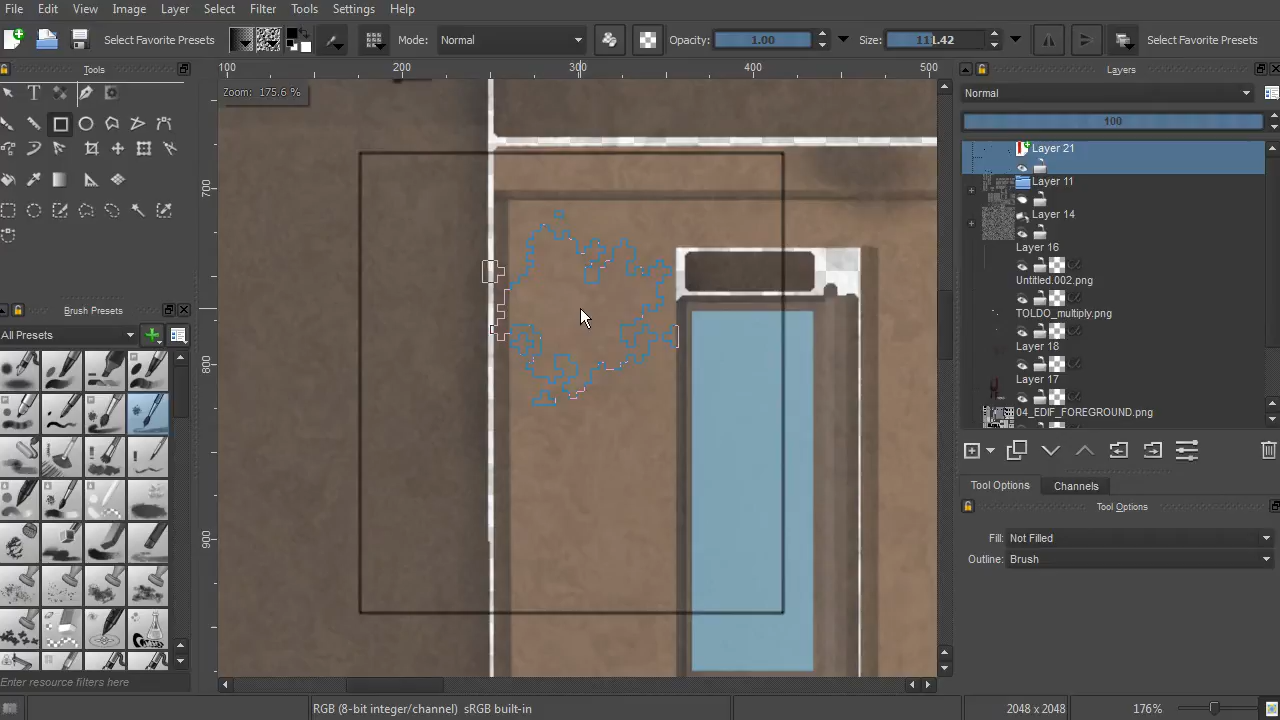 File Edit View Image Layer Select Filter Tools Settings Help
Select Favorite Presets Mode: Normal Opacity: 1.00 Size: 111.42 Select Favorite Presets
Tools
Zoom: 175.6 %
100 200 300 400 500
700
800
900
Brush Presets
All Presets
Enter resource filters here
Layers
Normal
100
Layer 21
Layer 11
Layer 14
Layer 16
Untitled.002.png
TOLDO_multiply.png
Layer 18
Layer 17
04_EDIF_FOREGROUND.png
Tool Options Channels
Tool Options
Fill: Not Filled
Outline: Brush
RGB (8-bit integer/channel) sRGB built-in
2048 x 2048
176%